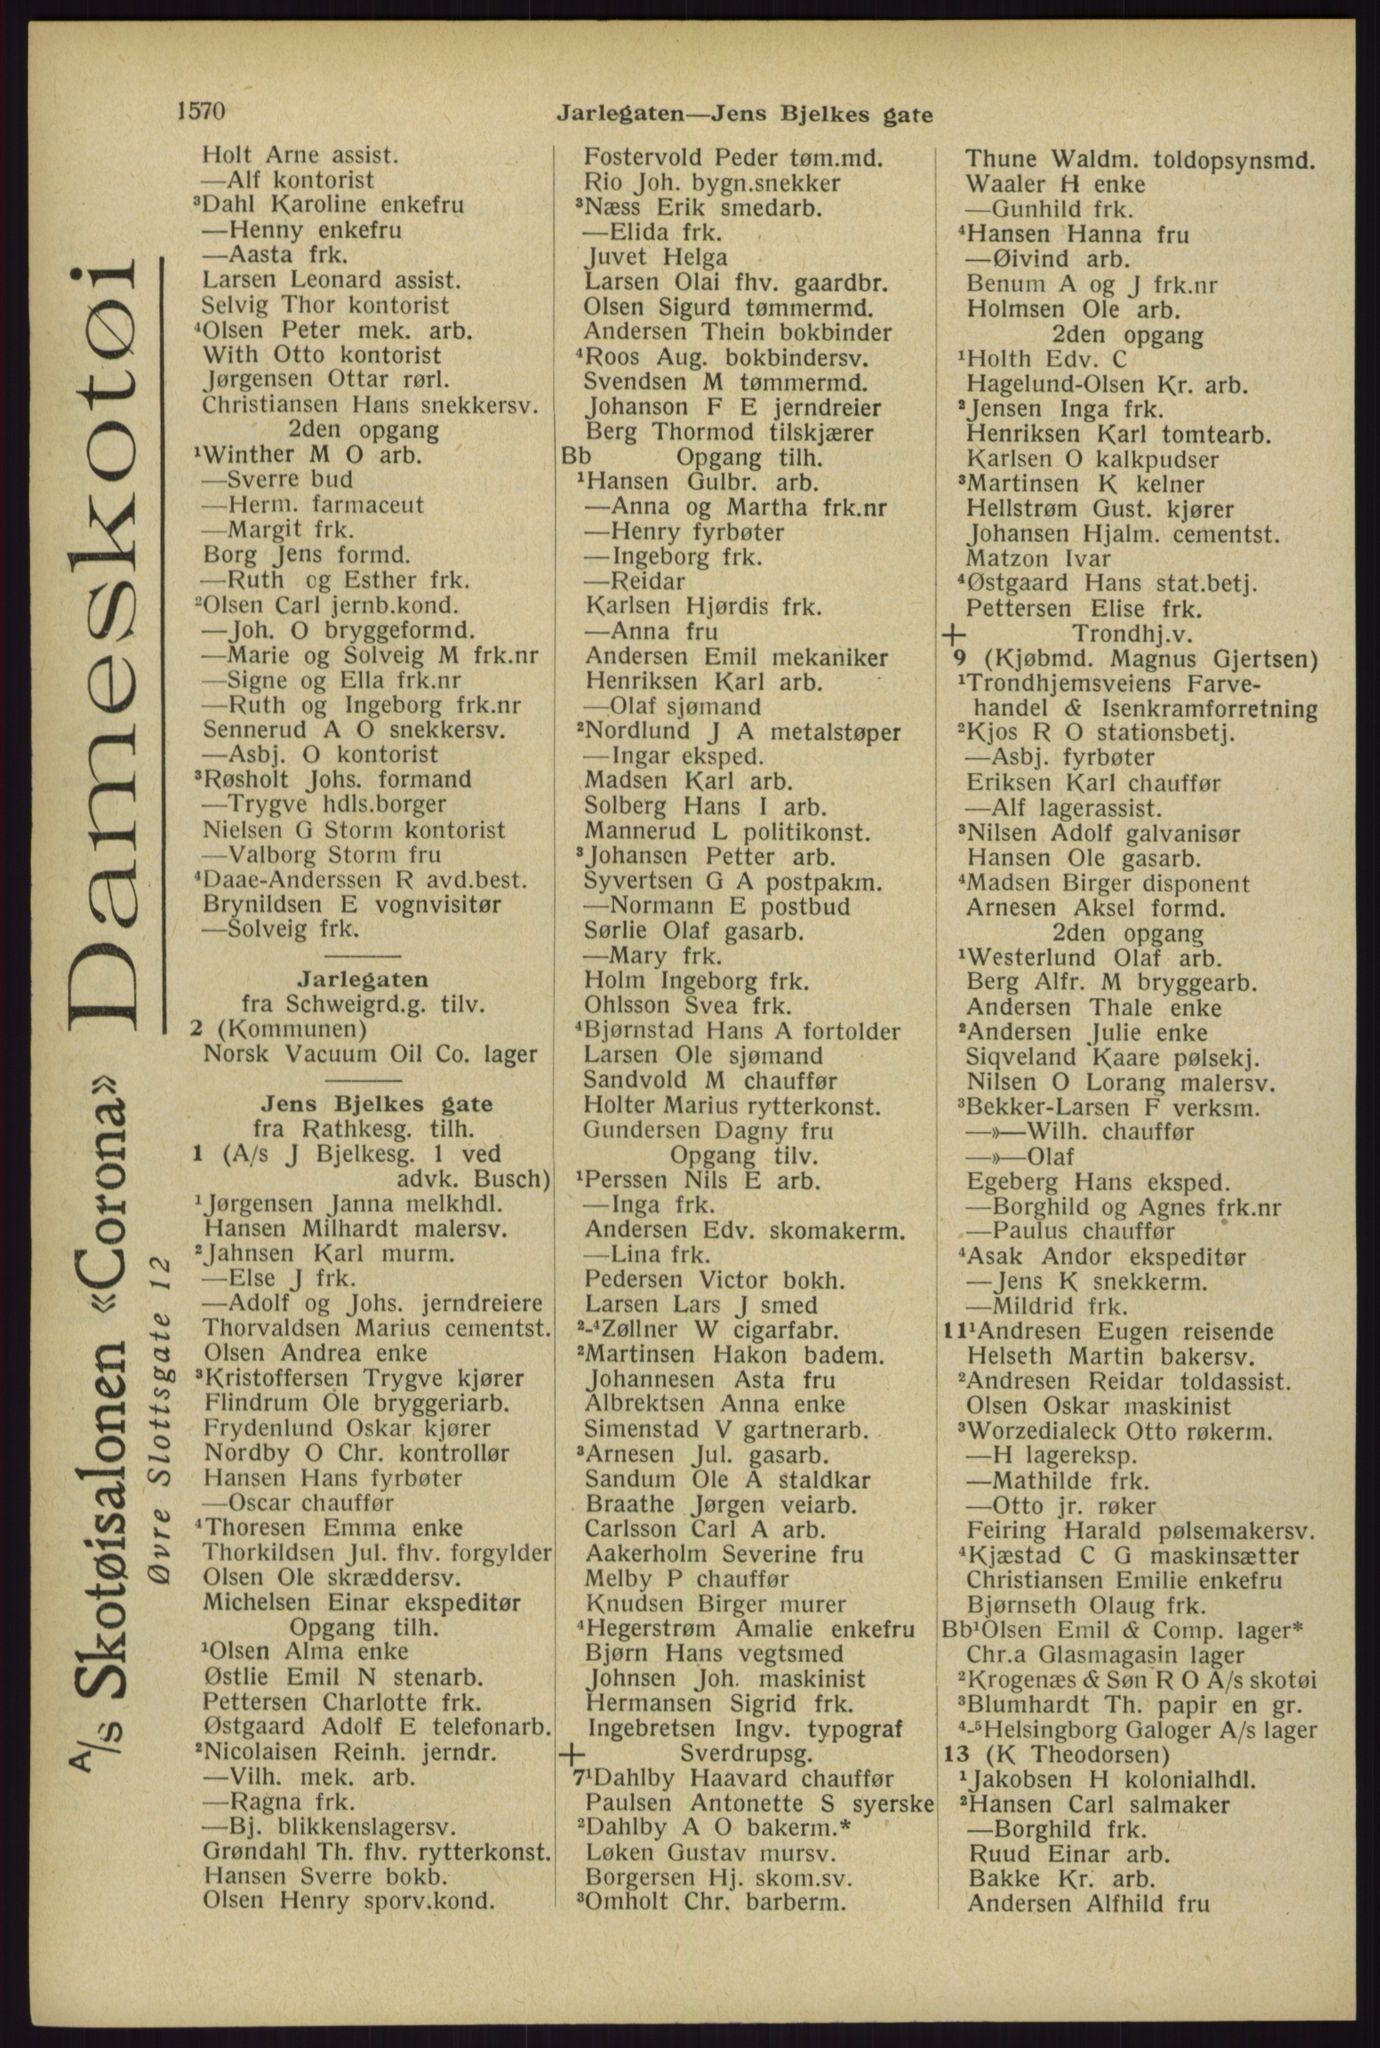 1570
Jarlegaten—Jens Bjelkes gate
Holt Arne assist.
—Alf kontorist
³Dahl Karoline enkefru
—Henny enkefru
—Aasta frk.
Larsen Leonard assist.
Selvig Thor kontorist
⁴Olsen Peter mek. arb.
With Otto kontorist
Jørgensen Ottar rørl.
Christiansen Hans snekkersv.
2den opgang
¹Winther M O arb.
—Sverre bud
—Herm. farmaceut
—Margit frk.
Borg Jens formd.
—Ruth og Esther frk.
²Olsen Carl jernb.kond.
—Joh. O bryggeformd.
—Marie og Solveig M frk.nr
—Signe og Ella frk.nr
—Ruth og Ingeborg frk.nr
Sennerud A O snekkersv.
—Asbj. O kontorist
³Røsholt Johs. formand
—Trygve hdls.borger
Nielsen G Storm kontorist
—Valborg Storm fru
⁴Daae-Anderssen R avd.best.
Brynildsen E vognvisitør
—Solveig frk.
Jarlegaten
fra Schweigrd.g. tilv.
2 (Kommunen)
Norsk Vacuum Oil Co. lager
Jens Bjelkes gate
fra Rathkesg. tilh.
1 (A/s J Bjelkesg. 1 ved
advk. Busch)
¹Jørgensen Janna melkhdl.
Hansen Milhardt malersv.
²Jahnsen Karl murm.
—Else J frk.
—Adolf og Johs. jerndreiere
Thorvaldsen Marius cementst.
Olsen Andrea enke
³Kristoffersen Trygve kjører
Flindrum Ole bryggeriarb.
Frydenlund Oskar kjører
Nordby O Chr. kontrollør
Hansen Hans fyrbøter
—Oscar chauffør
⁴Thoresen Emma enke
Thorkildsen Jul. fhv. forgylder
Olsen Ole skræddersv.
Michelsen Einar ekspeditør
Opgang tilh.
¹Olsen Alma enke
Østlie Emil N stenarb.
Pettersen Charlotte frk.
Østgaard Adolf E telefonarb.
²Nicolaisen Reinh. jerndr.
—Vilh. mek. arb.
—Ragna frk.
—Bj. blikkenslagersv.
Grøndahl Th. fhv. rytterkonst.
Hansen Sverre bokb.
Olsen Henry sporv.kond.
Fostervold Peder tøm.md.
Rio Joh. bygn.snekker
³Næss Erik smedarb.
—Elida frk.
Juvet Helga
Larsen Olai fhv. gaardbr.
Olsen Sigurd tømmermd.
Andersen Thein bokbinder
⁴Roos Aug. bokbindersv.
Svendsen M tømmermd.
Johanson F E jerndreier
Berg Thormod tilskjærer
Bb Opgang tilh.
¹Hansen Gulbr. arb.
—Anna og Martha frk.nr
—Henry fyrbøter
—Ingeborg frk.
—Reidar
Karlsen Hjørdis frk.
—Anna fru
Andersen Emil mekaniker
Henriksen Karl arb.
—Olaf sjømand
²Nordlund J A metalstøper
—Ingar eksped.
Madsen Karl arb.
Solberg Hans I arb.
Mannerud L politikonst.
³Johansen Petter arb.
Syvertsen G A postpakm.
—Normann E postbud
Sørlie Olaf gasarb.
—Mary frk.
Holm Ingeborg frk.
Ohlsson Svea frk.
⁴Bjørnstad Hans A fortolder
Larsen Ole sjømand
Sandvold M chauffør
Holter Marius rytterkonst.
Gundersen Dagny fru
Opgang tilv.
¹Perssen Nils E arb.
—Inga frk.
Andersen Edv. skomakerm.
—Lina frk.
Pedersen Victor bokh.
Larsen Lars J smed
²-⁴Zøllner W cigarfabr.
²Martinsen Hakon badem.
Johannesen Asta fru
Albrektsen Anna enke
Simenstad V gartnerarb.
³Arnesen Jul. gasarb.
Sandum Ole A staldkar
Braathe Jørgen veiarb.
Carlsson Carl A arb.
Aakerholm Severine fru
Melby P chauffør
Knudsen Birger murer
⁴Hegerstrøm Amalie enkefru
Bjørn Hans vegtsmed
Johnsen Joh. maskinist
Hermansen Sigrid frk.
Ingebretsen Ingv. typograf
+ Sverdrupsg.
7¹Dahlby Haavard chauffør
Paulsen Antonette S syerske
²Dahlby A O bakerm.*
Løken Gustav mursv.
Borgersen Hj. skom.sv.
³Omholt Chr. barberm.
Thune Waldm. toldopsynsmd.
Waaler H enke
—Gunhild frk.
⁴Hansen Hanna fru
—Øivind arb.
Benum A og J frk.nr
Holmsen Ole arb.
2den opgang
¹Holth Edv. C
Hagelund-Olsen Kr. arb.
²Jensen Inga frk.
Henriksen Karl tomtearb.
Karlsen O kalkpudser
³Martinsen K kelner
Hellstrøm Gust. kjører
Johansen Hjalm. cementst.
Matzon Ivar
⁴Østgaard Hans stat.betj.
Pettersen Elise frk.
+ Trondhj.v.
9 (Kjøbmd. Magnus Gjertsen)
¹Trondhjemsveiens Farve-
handel & Isenkramforretning
²Kjos R O stationsbetj.
—Asbj. fyrbøter
Eriksen Karl chauffør
—Alf lagerassist.
³Nilsen Adolf galvanisør
Hansen Ole gasarb.
⁴Madsen Birger disponent
Arnesen Aksel formd.
2den opgang
¹Westerlund Olaf arb.
Berg Alfr. M bryggearb.
Andersen Thale enke
²Andersen Julie enke
Siqveland Kaare pølsekj.
Nilsen O Lorang malersv.
³Bekker-Larsen F verksm.
—»—Wilh. chauffør
—»—Olaf
Egeberg Hans eksped.
—Borghild og Agnes frk.nr
—Paulus chauffør
⁴Asak Andor ekspeditør
—Jens K snekkerm.
—Mildrid frk.
11¹Andresen Eugen reisende
Helseth Martin bakersv.
²Andresen Reidar toldassist.
Olsen Oskar maskinist
³Worzedialeck Otto røkerm.
—H lagereksp.
—Mathilde frk.
—Otto jr. røker
Feiring Harald pølsemakersv.
⁴Kjæstad C G maskinsætter
Christiansen Emilie enkefru
Bjørnseth Olaug frk.
Bb¹Olsen Emil & Comp. lager*
Chr.a Glasmagasin lager
²Krogenæs & Søn R O A/s skotøi
³Blumhardt Th. papir en gr.
⁴-⁵Helsingborg Galoger A/s lager
13 (K Theodorsen)
¹Jakobsen H kolonialhdl.
²Hansen Carl salmaker
—Borghild frk.
Ruud Einar arb.
Bakke Kr. arb.
Andersen Alfhild fru
A/s Skotøisalonen «Corona» Dameskotøi
Øvre Slottsgate 12